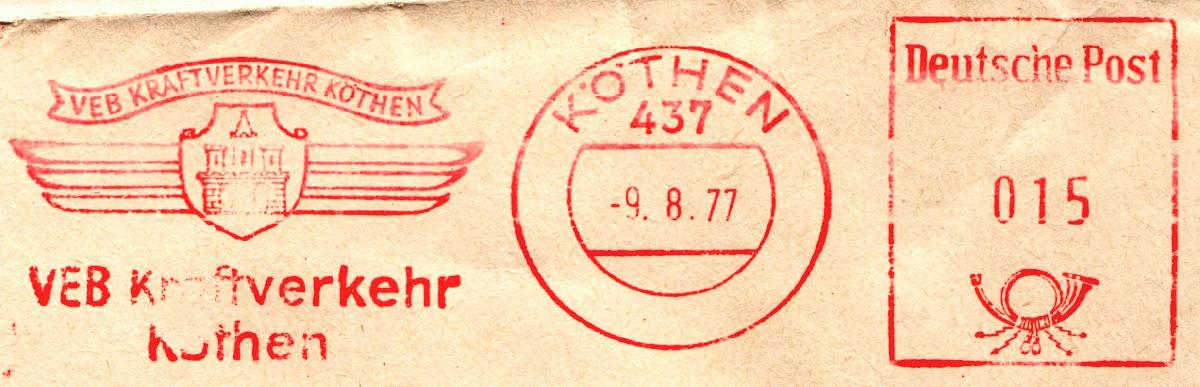 VEB KRAFTVERKEHR KÖTHEN
VEB Kraftverkehr
Köthen
KÖTHEN
437
-9. 8. 77
Deutsche Post
015